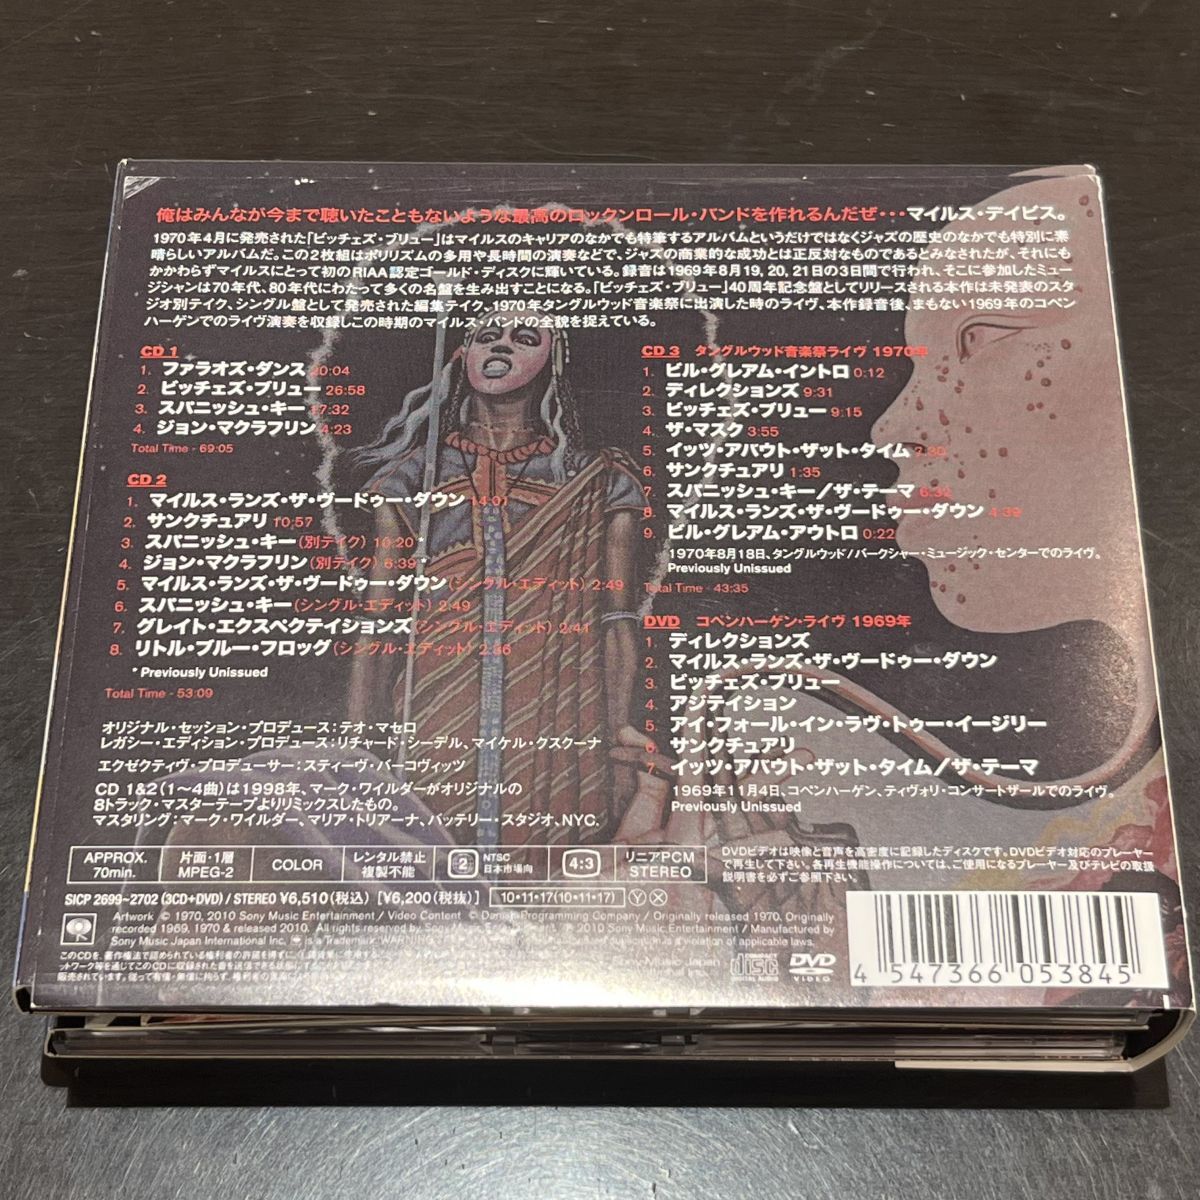 俺はみんなが今まで聴いたこともないような最高のロックンロール・バンドを作れるんだぜ・・・マイルス・デイビス。
1970年4月に発売された「ビッチェズ・ブリュー」はマイルスのキャリアのなかでも特筆するアルバムというだけではなくジャズの歴史のなかでも特別に素
晴らしいアルバムだ。この2枚組はポリリズムの多用や長時間の演奏などで、ジャズの商業的な成功とは正反対なものであるとみなされたが、それにも
かかわらずマイルスにとって初のRIAA認定ゴールド・ディスクに輝いている。録音は1969年8月19, 20, 21日の3日間で行われ、そこに参加したミュー
ジシャンは70年代、80年代にわたって多くの名盤を生み出すことになる。「ビッチェズ・ブリュー」40周年記念盤としてリリースされる本作は未発表のスタ
ジオ別テイク、シングル盤として発売された編集テイク、1970年タングルウッド音楽祭に出演した時のライヴ、本作録音後、まもない1969年のコペン
ハーゲンでのライヴ演奏を収録しこの時期のマイルス・バンドの全貌を捉えている。
CD 1
1. ファラオズ・ダンス 20:04
2. ビッチェズ・ブリュー 26:58
3. スパニッシュ・キー 17:32
4. ジョン・マクラフリン 4:23
Total Time - 69:05
CD 2
1. マイルス・ランズ・ザ・ヴードゥー・ダウン 14:01
2. サンクチュアリ 10:57
3. スパニッシュ・キー(別テイク) 10:20 *
4. ジョン・マクラフリン(別テイク) 6:39 *
5. マイルス・ランズ・ザ・ヴードゥー・ダウン(シングル・エディット) 2:49
6. スパニッシュ・キー(シングル・エディット) 2:49
7. グレイト・エクスペクテイションズ(シングル・エディット) 2:41
8. リトル・ブルー・フロッグ(シングル・エディット) 2:36
* Previously Unissued
Total Time - 53:09
オリジナル・セッション・プロデュース：テオ・マセロ
レガシー・エディション・プロデュース：リチャード・シーデル、マイケル・クスクーナ
エクゼクティヴ・プロデューサー：スティーヴ・バーコヴィッツ
CD 1&2(1～4曲)は1998年、マーク・ワイルダーがオリジナルの
8トラック・マスターテープよりリミックスしたもの。
マスタリング：マーク・ワイルダー、マリア・トリアーナ、バッテリー・スタジオ、NYC.
CD 3 タングルウッド音楽祭ライヴ 1970年
1. ビル・グレアム・イントロ 0:12
2. ディレクションズ 9:31
3. ビッチェズ・ブリュー 9:15
4. ザ・マスク 3:55
5. イッツ・アバウト・ザット・タイム
6. サンクチュアリ 1:35
7. スパニッシュ・キー／ザ・テーマ 6:32
8. マイルス・ランズ・ザ・ヴードゥー・ダウン 4:39
9. ビル・グレアム・アウトロ 0:22
1970年8月18日、タングルウッド／バークシャー・ミュージック・センターでのライヴ。
Previously Unissued
Total Time - 43:35
DVD コペンハーゲン・ライヴ 1969年
1. ディレクションズ
2. マイルス・ランズ・ザ・ヴードゥー・ダウン
3. ビッチェズ・ブリュー
4. アジテイション
5. アイ・フォール・イン・ラヴ・トゥー・イージリー
6. サンクチュアリ
7. イッツ・アバウト・ザット・タイム／ザ・テーマ
1969年11月4日、コペンハーゲン、ティヴォリ・コンサートザールでのライヴ。
Previously Unissued
APPROX. 70min.
片面・1層 MPEG-2
COLOR
レンタル禁止 複製不能
2 NTSC 日本市場向
4:3
リニアPCM STEREO
DVDビデオは映像と音声を高密度に記録したディスクです。DVDビデオ対応のプレーヤー
で再生して下さい。各再生機能操作については、ご使用になるプレーヤー及びテレビの取扱
説明書を必ずご参照下さい。
SICP 2699~2702 (3CD+DVD) / STEREO ¥6,510(税込) [¥6,200(税抜)] 10・11・17(10・11・17) Ⓨ Ⓧ
Artwork © 1970, 2010 Sony Music Entertainment / Video Content © Danish Programming Company / Originally released 1970. Originally
recorded 1969, 1970 & released 2010. All rights reserved by Sony Music Entertainment. ℗ 2010 Sony Music Entertainment / Manufactured by
Sony Music Japan International Inc. is a Trademark. WARNING: applicable laws.
COMPACT disc DIGITAL AUDIO
DVD VIDEO
4 547366 053845